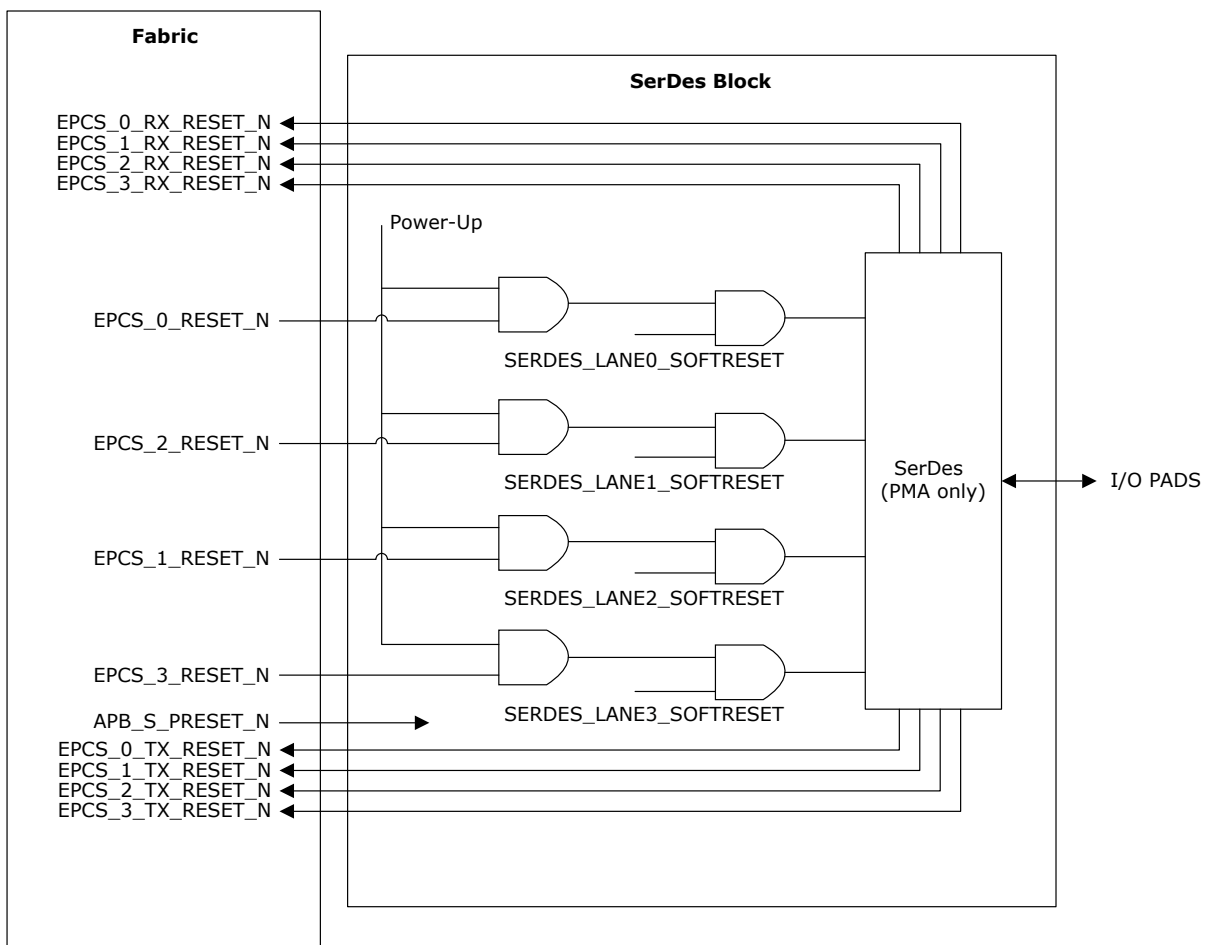 Fabric
SerDes Block
EPCS_0_RX_RESET_N
EPCS_1_RX_RESET_N
EPCS_2_RX_RESET_N
EPCS_3_RX_RESET_N
Power-Up
EPCS_0_RESET_N
SERDES_LANE0_SOFTRESET
EPCS_2_RESET_N
SERDES_LANE1_SOFTRESET
SerDes
(PMA only)
I/O PADS
EPCS_1_RESET_N
SERDES_LANE2_SOFTRESET
EPCS_3_RESET_N
SERDES_LANE3_SOFTRESET
APB_S_PRESET_N
EPCS_0_TX_RESET_N
EPCS_1_TX_RESET_N
EPCS_2_TX_RESET_N
EPCS_3_TX_RESET_N